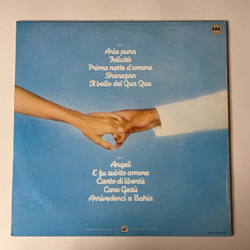 Aria pura
Felicità
Prima notte d'amore
Sharazan
Il ballo del Qua Qua
Angeli
E fu subito amore
Canto di libertà
Caro Gesù
Arrivederci a Bahia